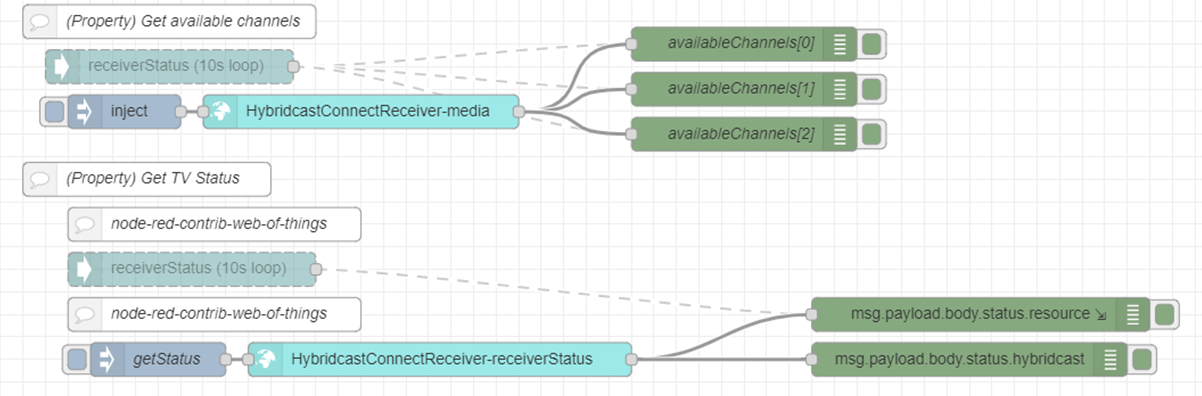 (Property) Get available channels
receiverStatus (10s loop)
inject
HybridcastConnectReceiver-media
availableChannels[0]
availableChannels[1]
availableChannels[2]
(Property) Get TV Status
node-red-contrib-web-of-things
receiverStatus (10s loop)
node-red-contrib-web-of-things
msg.payload.body.status.resource ⇲
getStatus
HybridcastConnectReceiver-receiverStatus
msg.payload.body.status.hybridcast